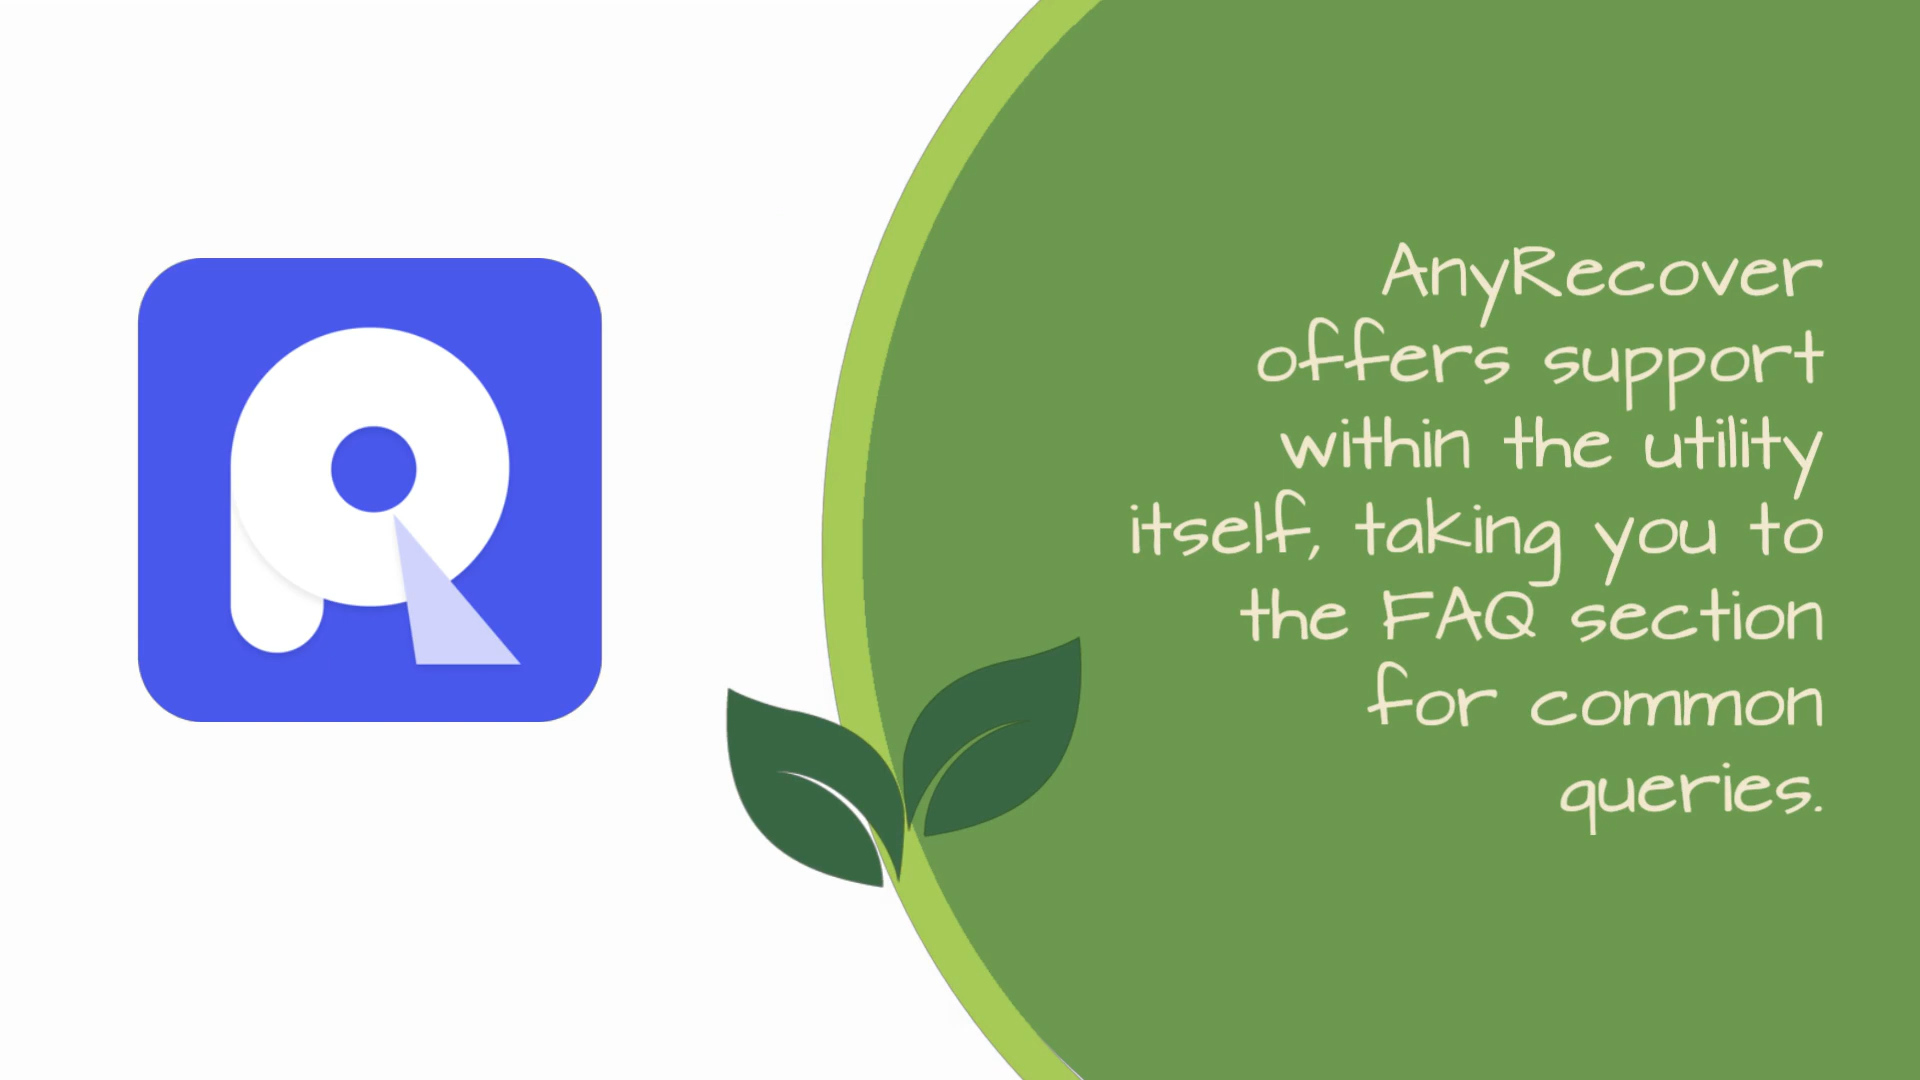 AnyRecover
offers support
within the utility
itself, taking you to
the FAQ section
for common
queries.